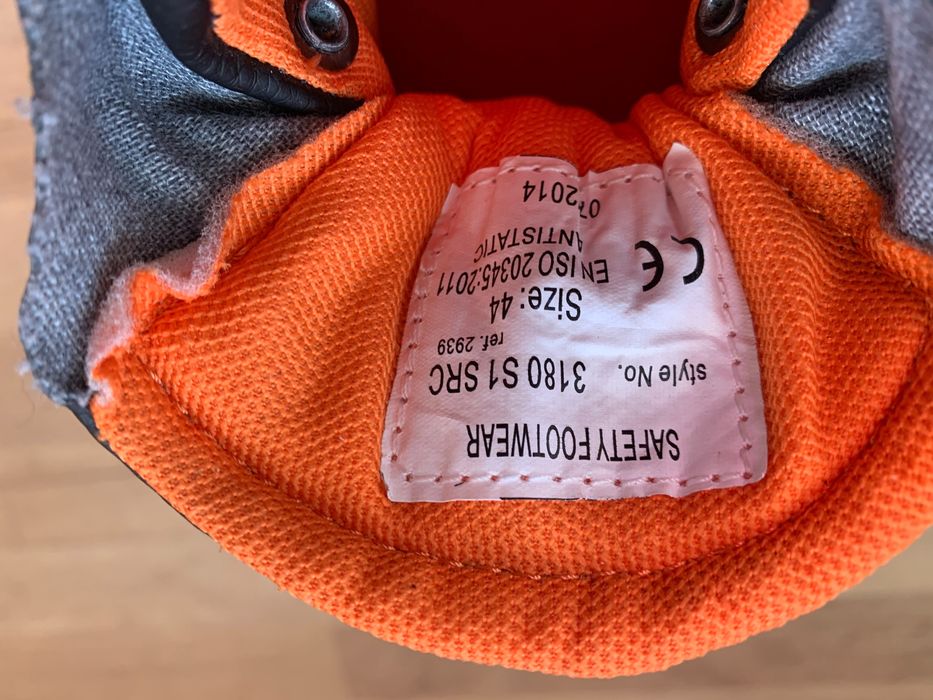 SAFETY FOOTWEAR
style No. 3180 S1 SRC
ref. 2939
Size: 44
EN ISO 20345:2011
ANTISTATIC
CE
07-2014